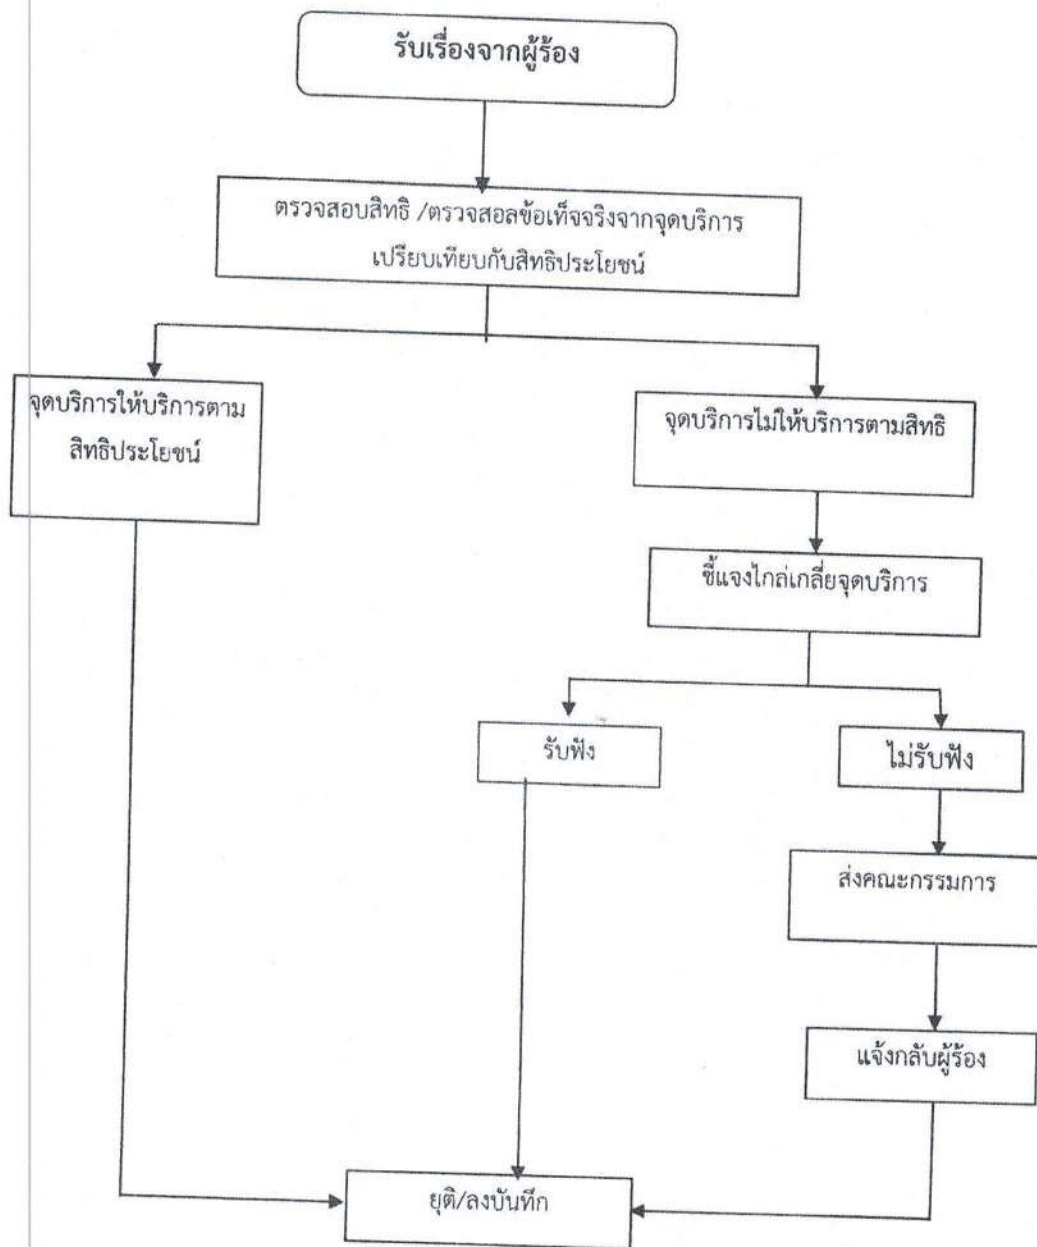 รับเรื่องจากผู้ร้อง
ตรวจสอบสิทธิ /ตรวจสอลข้อเท็จจริงจากจุดบริการ
เปรียบเทียบกับสิทธิประโยชน์
จุดบริการให้บริการตาม
สิทธิประโยชน์
จุดบริการไม่ให้บริการตามสิทธิ
ชี้แจงไกล่เกลี่ยจุดบริการ
รับฟัง
ไม่รับฟัง
ส่งคณะกรรมการ
แจ้งกลับผู้ร้อง
ยุติ/ลงบันทึก